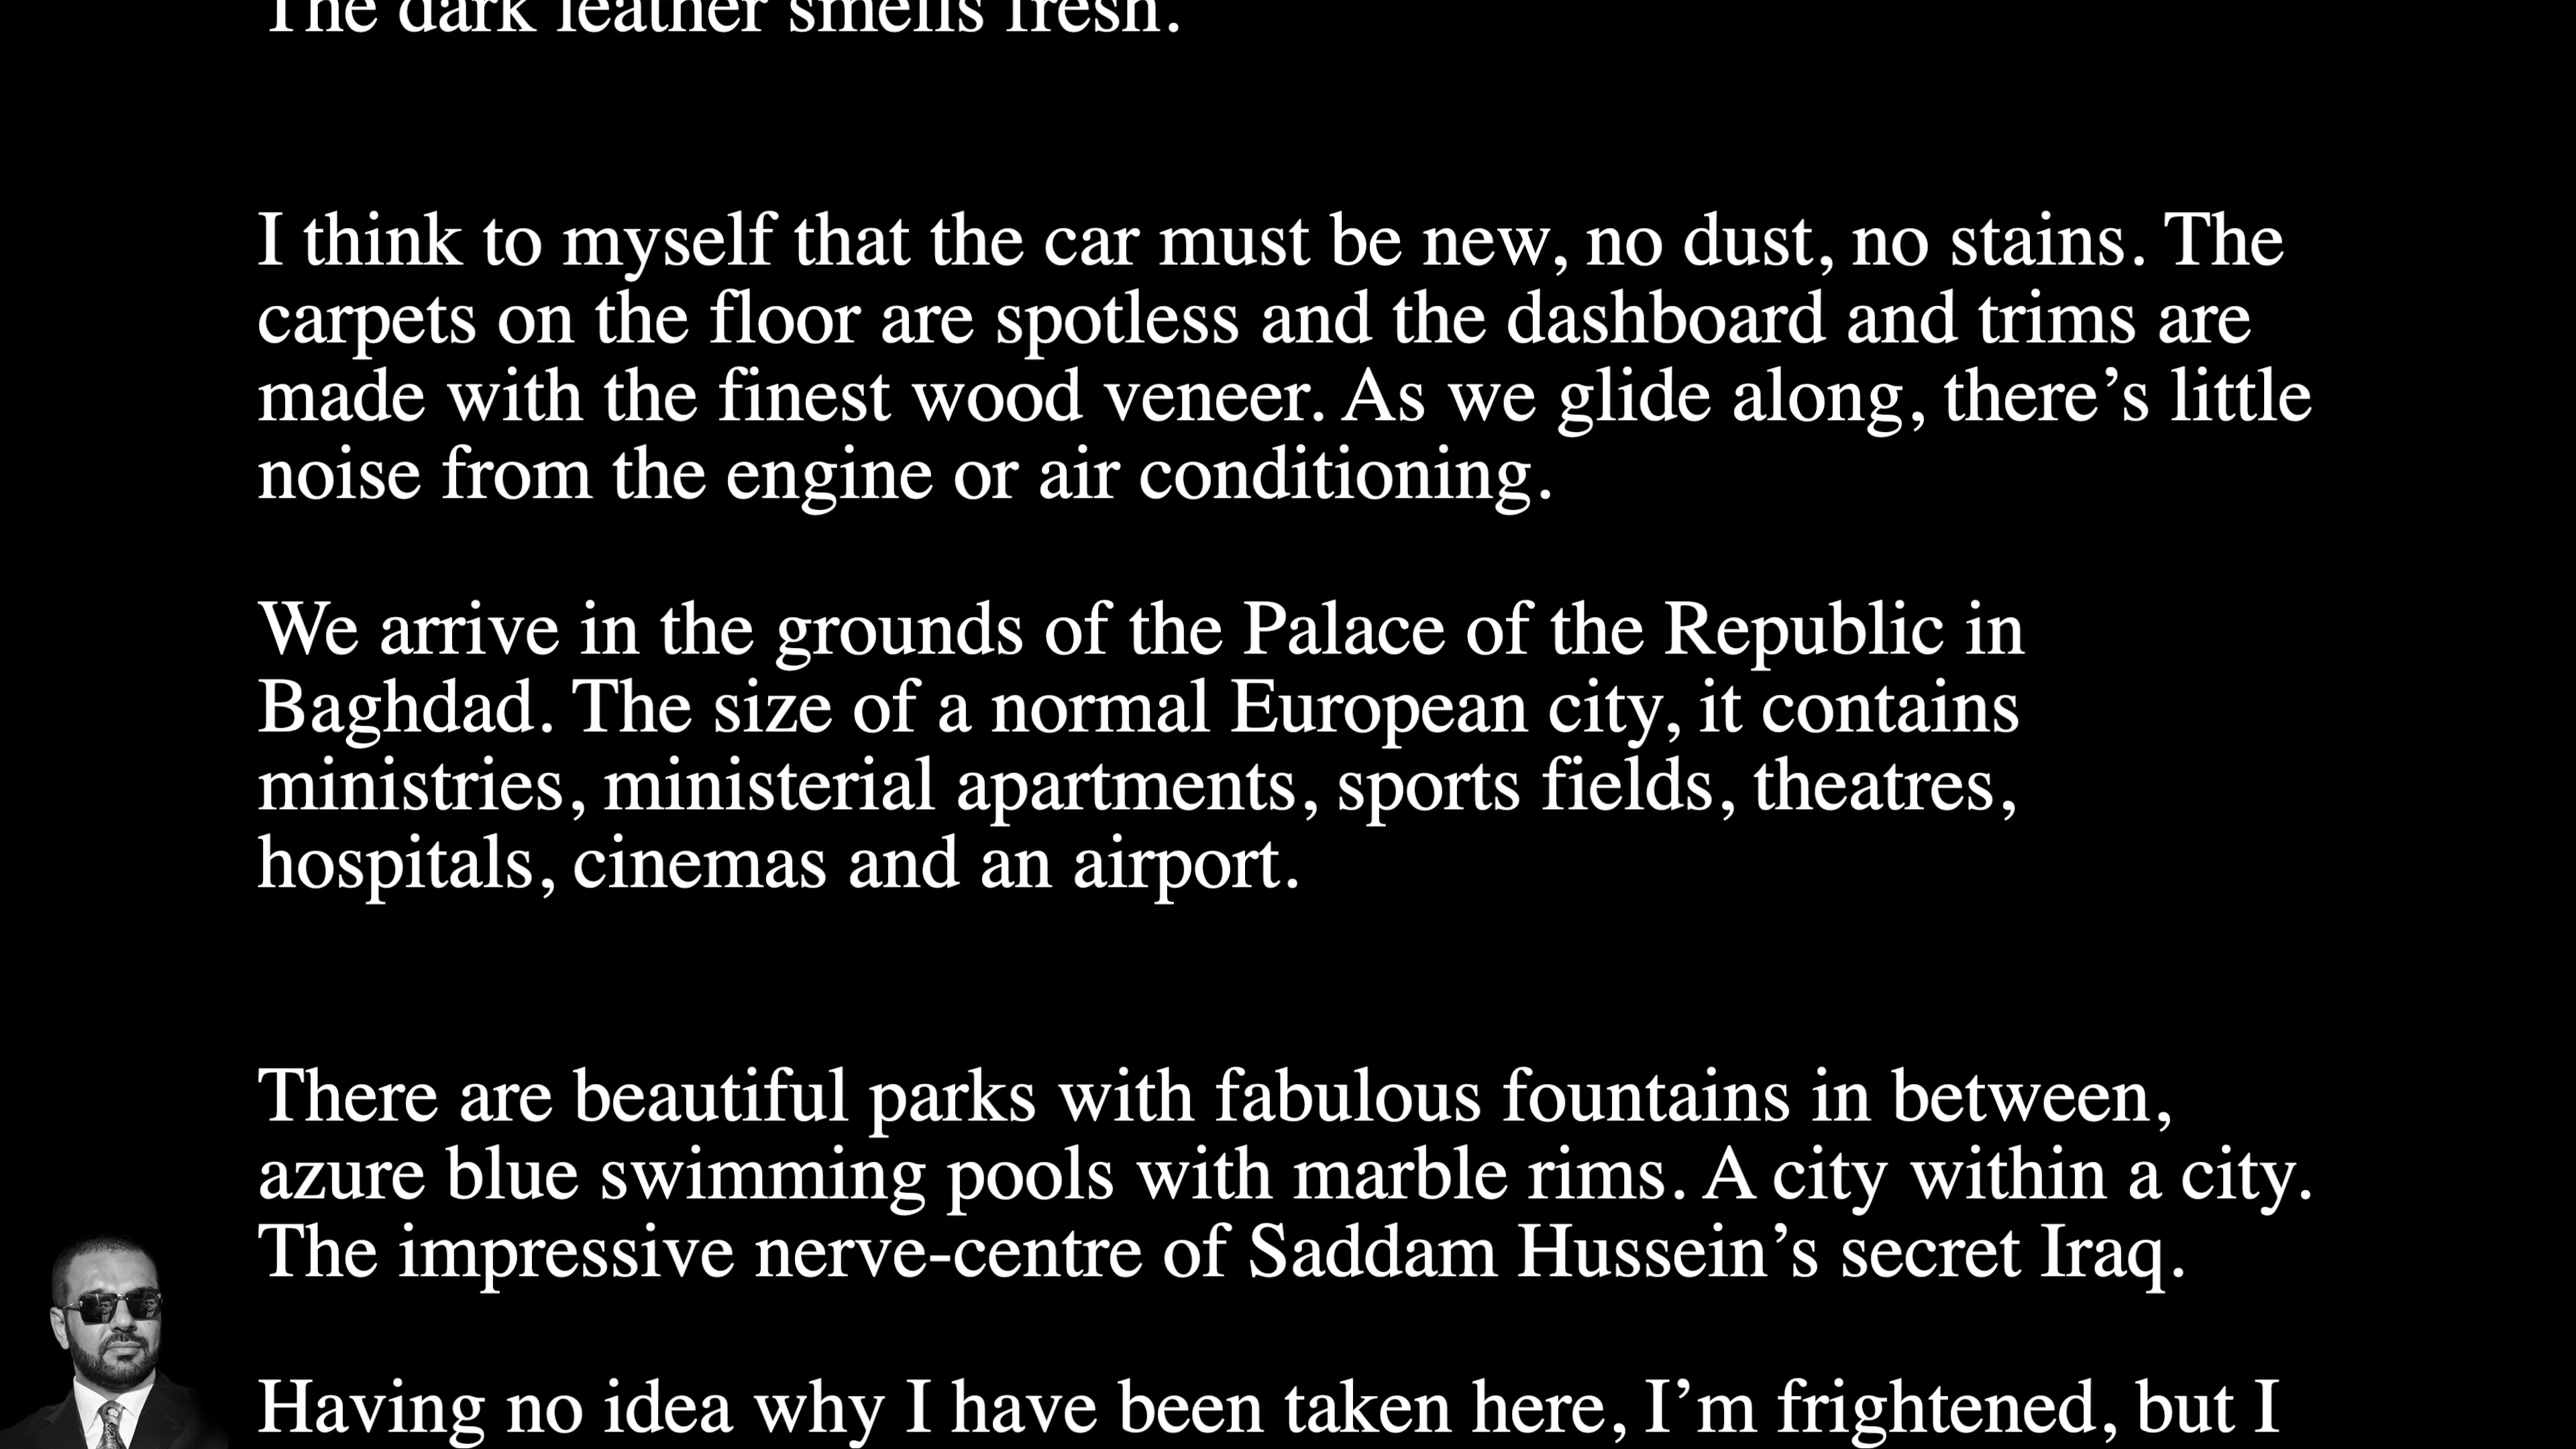 The dark leather smells fresh.
I think to myself that the car must be new, no dust, no stains. The
carpets on the floor are spotless and the dashboard and trims are
made with the finest wood veneer. As we glide along, there’s little
noise from the engine or air conditioning.
We arrive in the grounds of the Palace of the Republic in
Baghdad. The size of a normal European city, it contains
ministries, ministerial apartments, sports fields, theatres,
hospitals, cinemas and an airport.
There are beautiful parks with fabulous fountains in between,
azure blue swimming pools with marble rims. A city within a city.
The impressive nerve-centre of Saddam Hussein’s secret Iraq.
Having no idea why I have been taken here, I’m frightened, but I